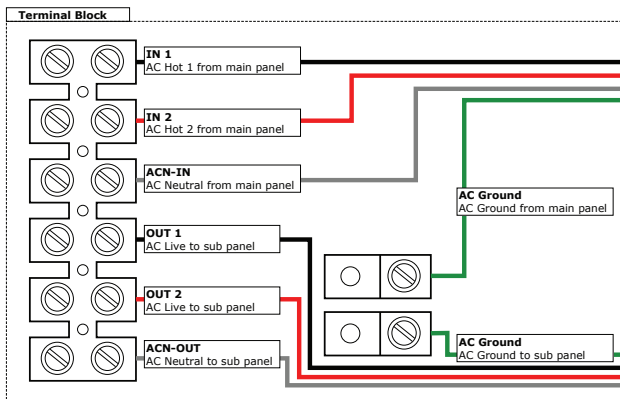 Terminal Block
IN 1
AC Hot 1 from main panel
IN 2
AC Hot 2 from main panel
ACN-IN
AC Neutral from main panel
AC Ground
AC Ground from main panel
OUT 1
AC Live to sub panel
OUT 2
AC Live to sub panel
AC Ground
AC Ground to sub panel
ACN-OUT
AC Neutral to sub panel